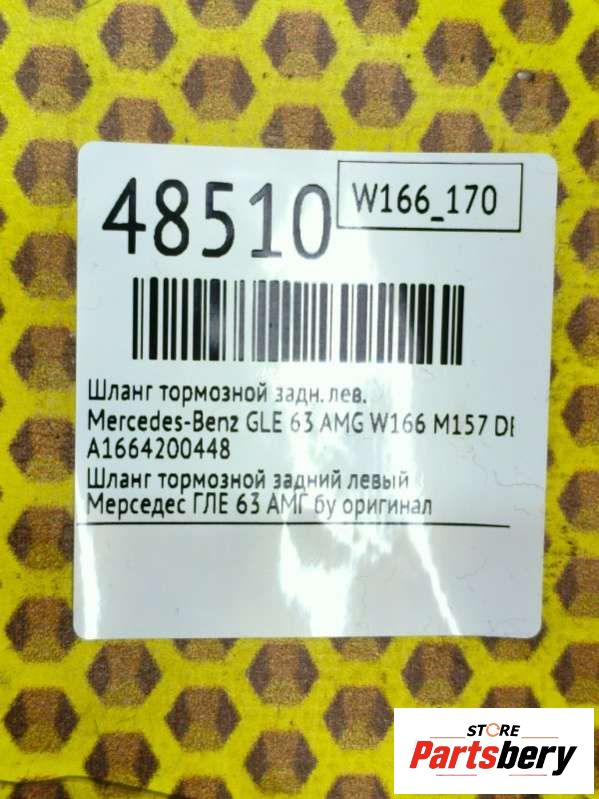 48510
W166_170
Шланг тормозной задн. лев.
Mercedes-Benz GLE 63 AMG W166 M157 DE
A1664200448
Шланг тормозной задний левый
Мерседес ГЛЕ 63 АМГ бу оригинал
STORE
Partsbery